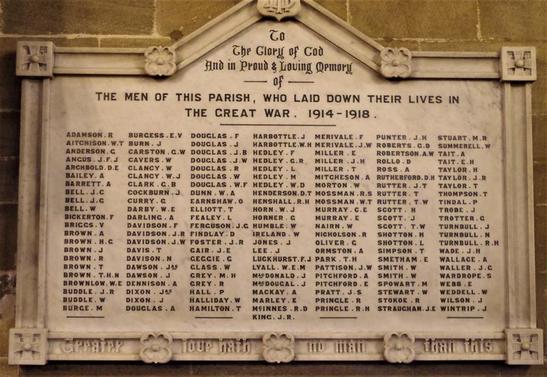 IHS
To
The Glory of God
And in Proud & Loving Memory
of
THE MEN OF THIS PARISH, WHO LAID DOWN THEIR LIVES IN
THE GREAT WAR. 1914-1918.
ADAMSON. R
AITCHISON. W.T
ANDERSON. G
ANGUS. J.F.J
ARCHBOLD. D.E
BAILEY. A
BARRETT. A
BELL. J.C
BELL. J.G
BELL. W
BICKERTON. F
BRIGGS. V
BROWN. A
BROWN. H.G
BROWN. J
BROWN. R
BROWN. T
BROWN. T.H.N
BROWNLOW. W.E
BUDDLE. J.R
BUDDLE. W
BURGE. M
BURGESS. E.V
BURN. J
CARSTON. G.W
CAVERS. W
CLANCY. W
CLANCY. W.J
CLARK. G.B
COCKBURN. J
CURRY. G
DARBY. W.E
DARLING. A
DAVIDSON. F
DAVIDSON. J.R
DAVIDSON. J.W
DAVIS. T
DAVISON. N
DAWSON. J
DAWSON. J
DENNISON. A
DIXON. J
DIXON. J
DOUGLAS. A
DOUGLAS. F
DOUGLAS. J
DOUGLAS. J.B
DOUGLAS. J.W
DOUGLAS. R
DOUGLAS. W
DOUGLAS. W.F
DUNN. W.A
EARNSHAW. O
ELLIOTT. T
FEALEY. L
FERGUSON. J.G
FINDLAY. D
FOSTER. J.R
GAIR. J.E
GEGGIE. G
GLASS. W
GREY. M.H
GREY. R
HALL. P
HALLIDAY. W
HAMILTON. T
HARBOTTLE. J
HARBOTTLE. W.H
HEDLEY. F
HEDLEY. G.R
HEDLEY. L
HEDLEY. M
HEDLEY. W.D
HENDERSON. D.T
HENSHALL. R.H
HORN. W.J
HORNER. G
HUMBLE. W
IRELAND. W
JONES. J
LEE. J
LUCKHURST. F.J
LYALL. W.E.M
McDONALD. J
McDOUGAL. J
MACKAY. A
MARLEY. E
McINNES. R.D
KING. J.R.
MERIVALE. F
MERIVALE. J.W
MILLER. E
MILLER. J.H
MILLER. T
MITCHESON. A
MORTON. W
MOSSMAN. R.S
MOSSMAN. W.T
MURRAY. G.E
MURRAY. J
NAIRN. W
NICHOLSON. R
OLIVER. G
ORMSTON. A
PARK. T.H
PATTISON. J.W
PITCHFORD. A
PITCHFORD. E
PRATT. J.S
PRINGLE. R
PRINGLE. R.H
PUNTER. J.H
ROBERTS. G.D
ROBERTSON. A.W
ROLLO. D
ROSS. A
RUTHERFORD. D.H
RUTTER. J.T
RUTTER. T
RUTTER. T.W
SCOTT. H
SCOTT. J
SCOTT. T.W
SHOTTON. H
SHOTTON. L
SIMPSON. T
SMETHAM. E
SMITH. W
SMITH. W
SPOWART. M
STEWART. W
STOKOE. R
STRAUGHAN. J.E
STUART. M.R
SUMMERELL. W
TAIT. A
TAIT. E.H
TAYLOR. H
TAYLOR. J.C
TAYLOR. T
THOMPSON. T
TINDAL. P
TROBE. J
TROTTER. G
TURNBULL. J
TURNBULL. N
TURNBULL. R.H
WADE. J.H
WALLACE. A
WALLER. J.C
WARDROPE. S
WEBB. E
WEDDELL. W
WILSON. J
WINTRIP. J
Greater love hath no man than this